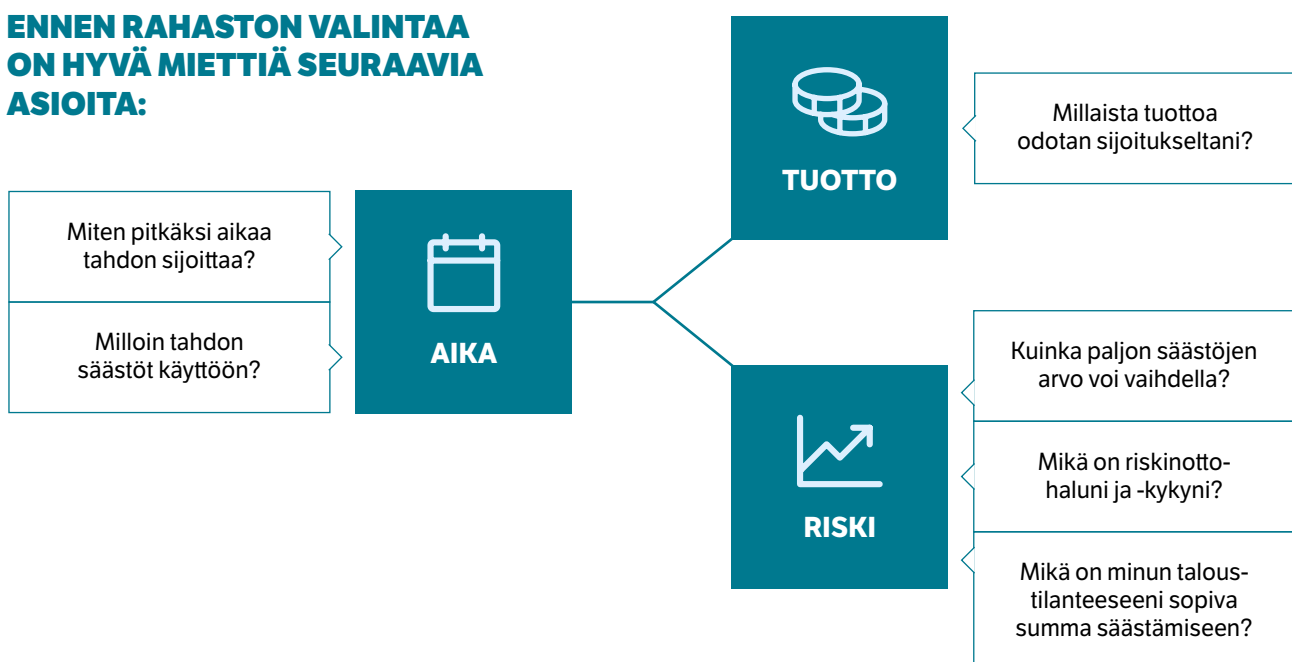 ENNEN RAHASTON VALINTAA
ON HYVÄ MIETTIÄ SEURAAVIA
ASIOITA:
Miten pitkäksi aikaa
tahdon sijoittaa?
Milloin tahdon
säästöt käyttöön?
AIKA
TUOTTO
Millaista tuottoa
odotan sijoitukseltani?
RISKI
Kuinka paljon säästöjen
arvo voi vaihdella?
Mikä on riskinotto-
haluni ja -kykyni?
Mikä on minun talous-
tilanteeseeni sopiva
summa säästämiseen?